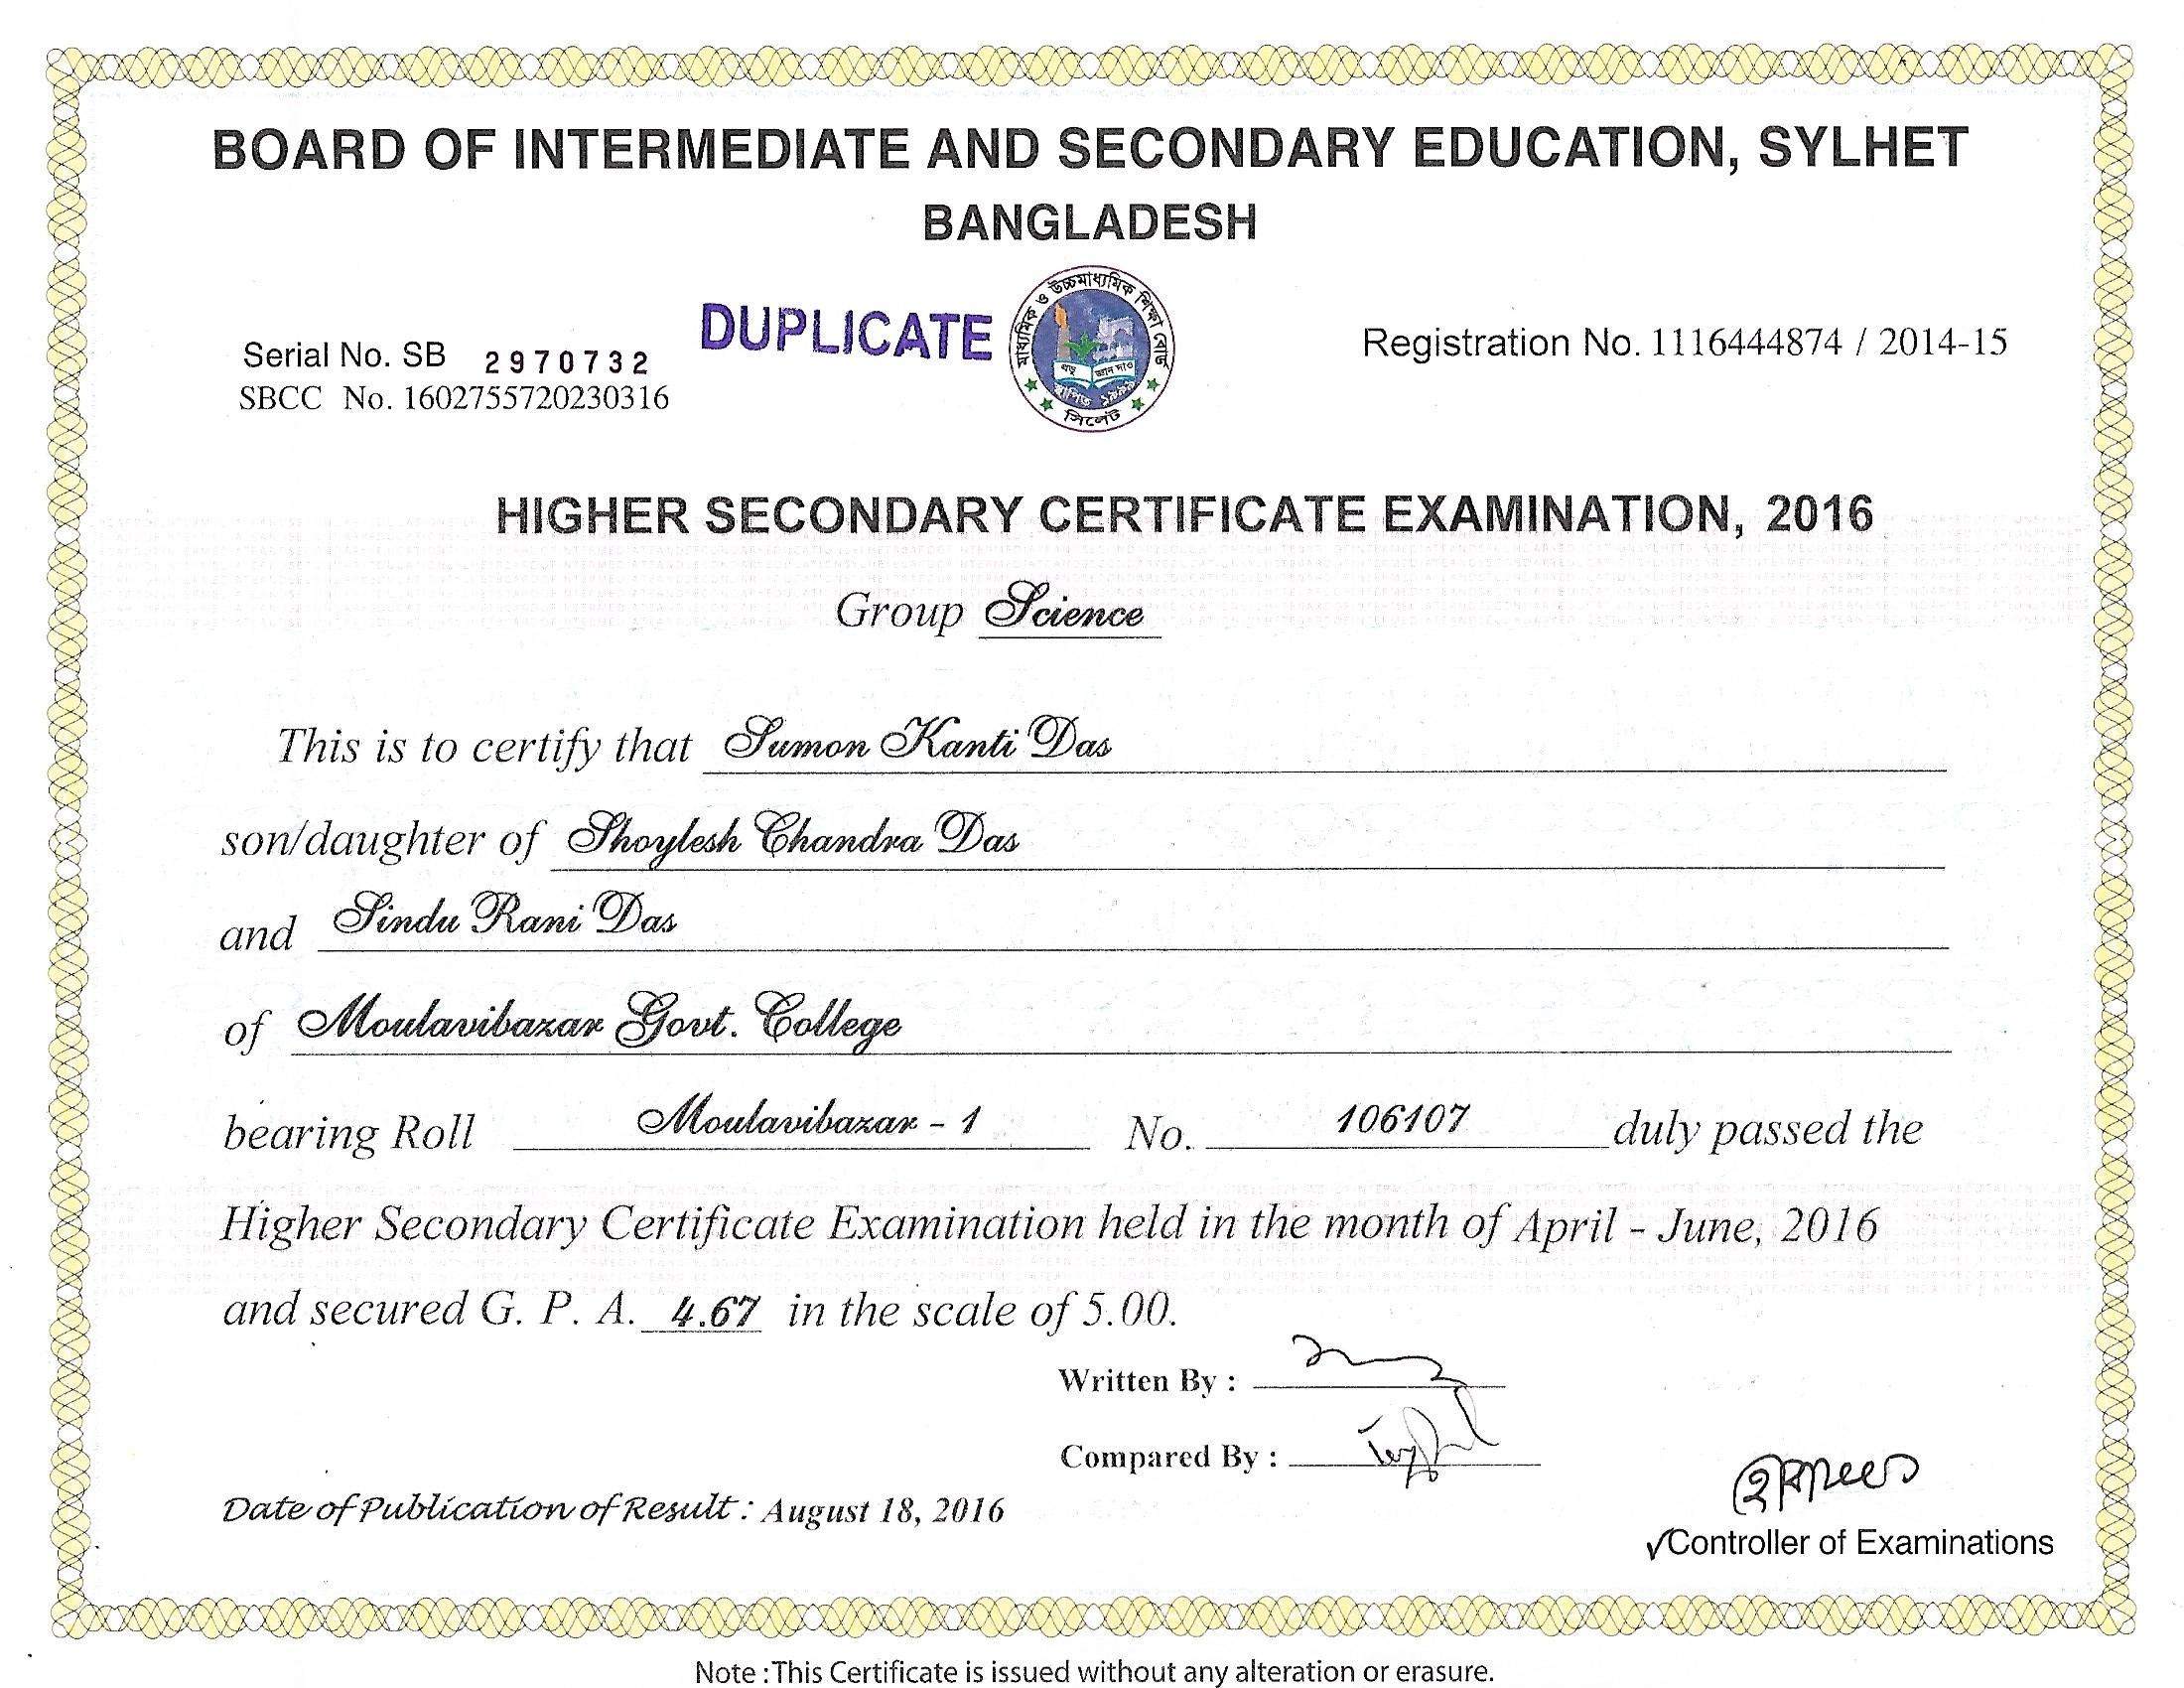 BOARD OF INTERMEDIATE AND SECONDARY EDUCATION, SYLHET
BANGLADESH
DUPLICATE
মাধ্যমিক ও উচ্চমাধ্যমিক শিক্ষা বোর্ড
পড়
জ্ঞান দাও
স্থাপিত ১৯৯৯
সিলেট
Registration No. 1116444874 / 2014-15
Serial No. SB 2970732
SBCC No. 1602755720230316
HIGHER SECONDARY CERTIFICATE EXAMINATION, 2016
Group Science
This is to certify that Sumon Kanti Das
son/daughter of Shoylesh Chandra Das
and Sindu Rani Das
of Moulavibazar Govt. College
bearing Roll Moulavibazar - 1 No. 106107 duly passed the
Higher Secondary Certificate Examination held in the month of April - June, 2016
and secured G. P. A. 4.67 in the scale of 5.00.
Written By :
Compared By :
Date of Publication of Result : August 18, 2016
Controller of Examinations
Note : This Certificate is issued without any alteration or erasure.